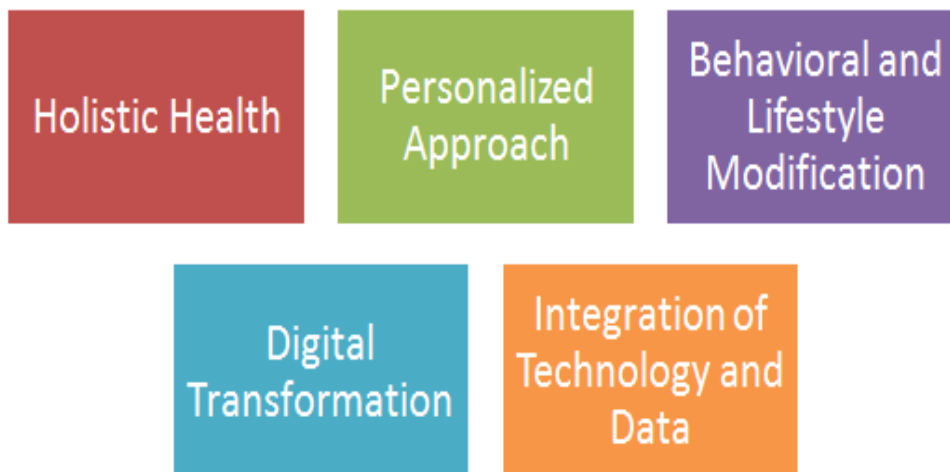 Holistic Health
Personalized
Approach
Behavioral and
Lifestyle
Modification
Digital
Transformation
Integration of
Technology and
Data